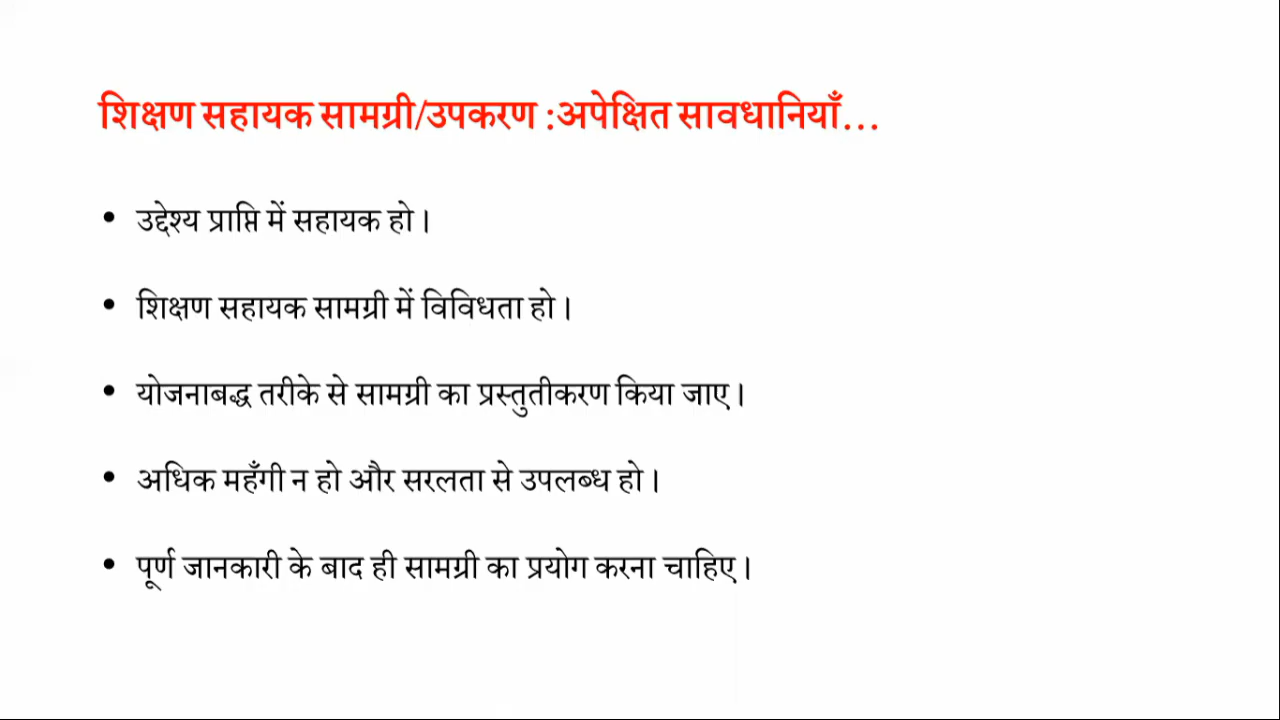 शिक्षण सहायक सामग्री/उपकरण :अपेक्षित सावधानियाँ...
• उद्देश्य प्राप्ति में सहायक हो।
• शिक्षण सहायक सामग्री में विविधता हो।
• योजनाबद्ध तरीके से सामग्री का प्रस्तुतीकरण किया जाए।
• अधिक महँगी न हो और सरलता से उपलब्ध हो।
• पूर्ण जानकारी के बाद ही सामग्री का प्रयोग करना चाहिए।